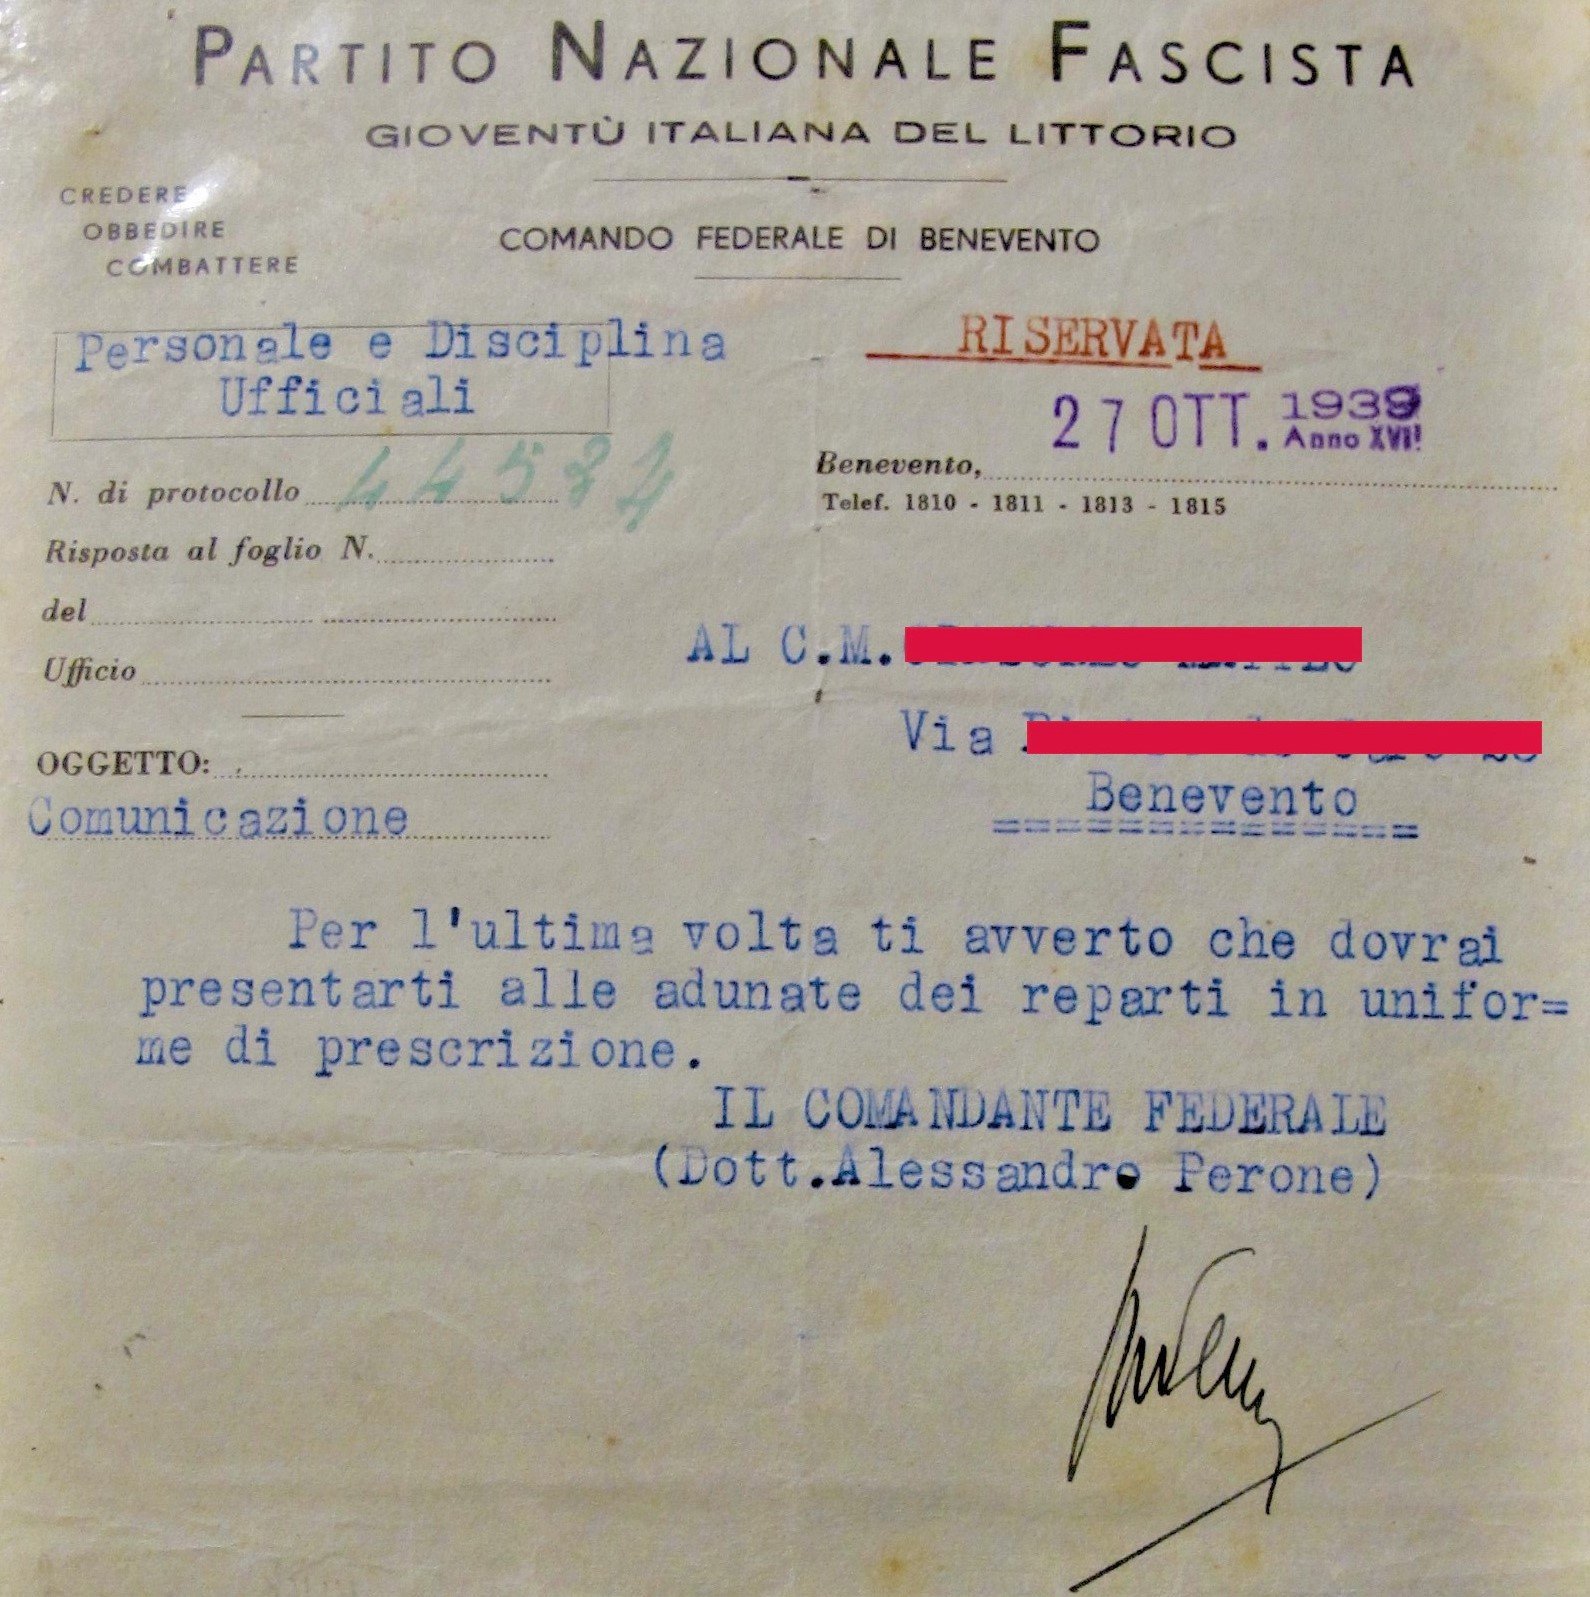 PARTITO NAZIONALE FASCISTA
GIOVENTÙ ITALIANA DEL LITTORIO
CREDERE
OBBEDIRE
COMBATTERE
COMANDO FEDERALE DI BENEVENTO
Personale e Disciplina
Ufficiali
RISERVATA
27 OTT. 1939
Anno XVII
N. di protocollo
Benevento,
Telef. 1810 - 1811 - 1813 - 1815
Risposta al foglio N.
del
Ufficio
AL C.M.
Via
Benevento
OGGETTO:
Comunicazione
Per l'ultima volta ti avverto che dovrai
presentarti alle adunate dei reparti in unifor=
me di prescrizione.
IL COMANDANTE FEDERALE
(Dott.Alessandro Perone)